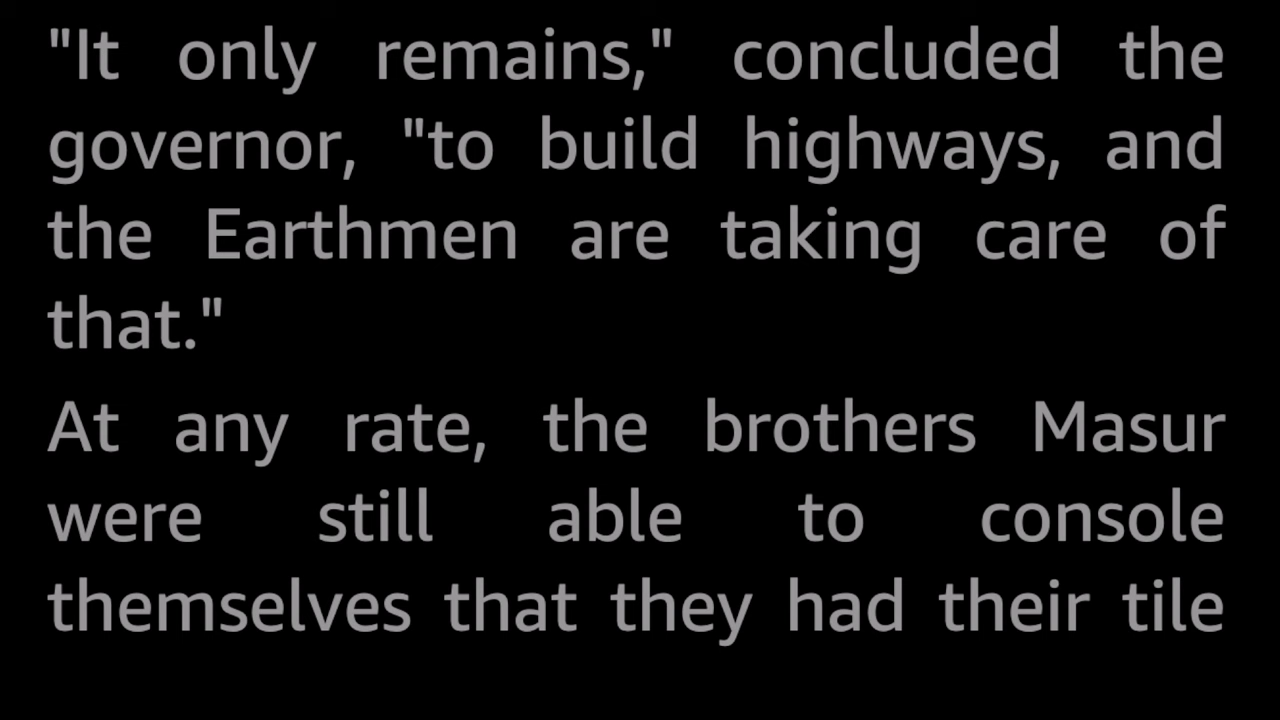 "It only remains," concluded the
governor, "to build highways, and
the Earthmen are taking care of
that."
At any rate, the brothers Masur
were still able to console
themselves that they had their tile